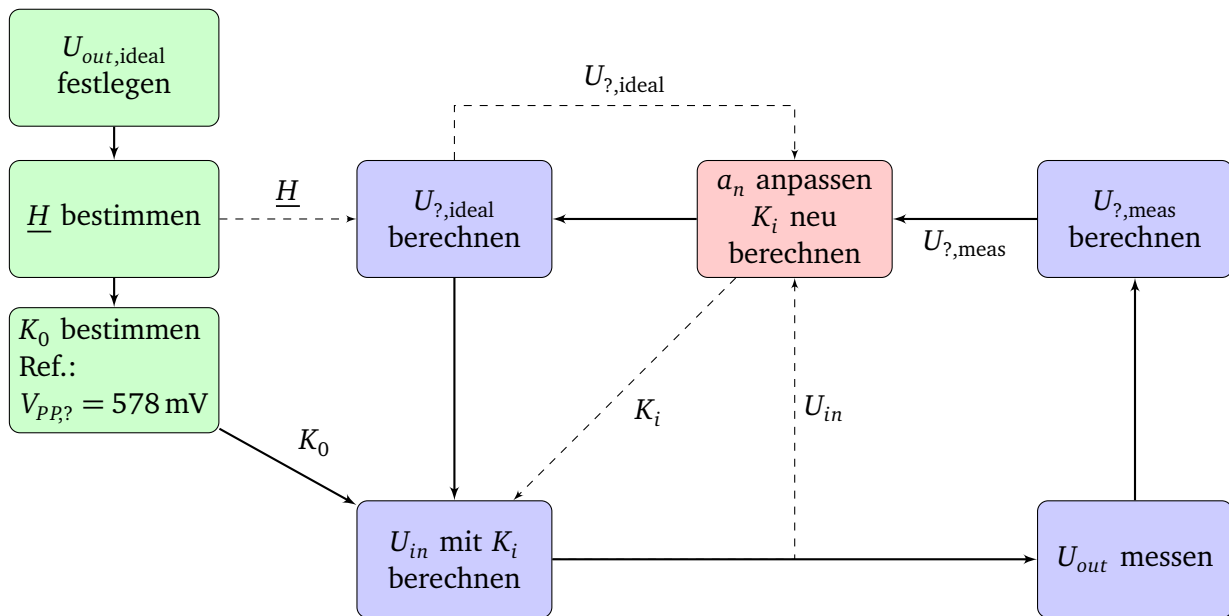 U_{out,ideal}
festlegen
U_{?,ideal}
H bestimmen
H
U_{?,ideal}
berechnen
a_n anpassen
K_i neu
berechnen
U_{?,meas}
U_{?,meas}
berechnen
K_0 bestimmen
Ref.:
V_{PP,?} = 578 mV
K_0
K_i
U_{in}
U_{in} mit K_i
berechnen
U_{out} messen